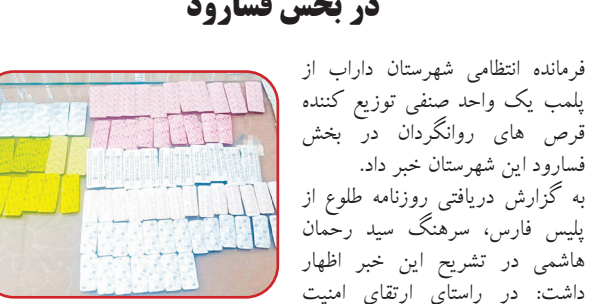 در بخش فسارود
فرمانده انتظامی شهرستان داراب از
پلمب یک واحد صنفی توزیع کننده
قرص های روانگردان در بخش
فسارود این شهرستان خبر داد.
به گزارش دریافتی روزنامه طلوع از
پلیس فارس، سرهنگ سید رحمان
هاشمی در تشریح این خبر اظهار
داشت: در راستای ارتقای امنیت